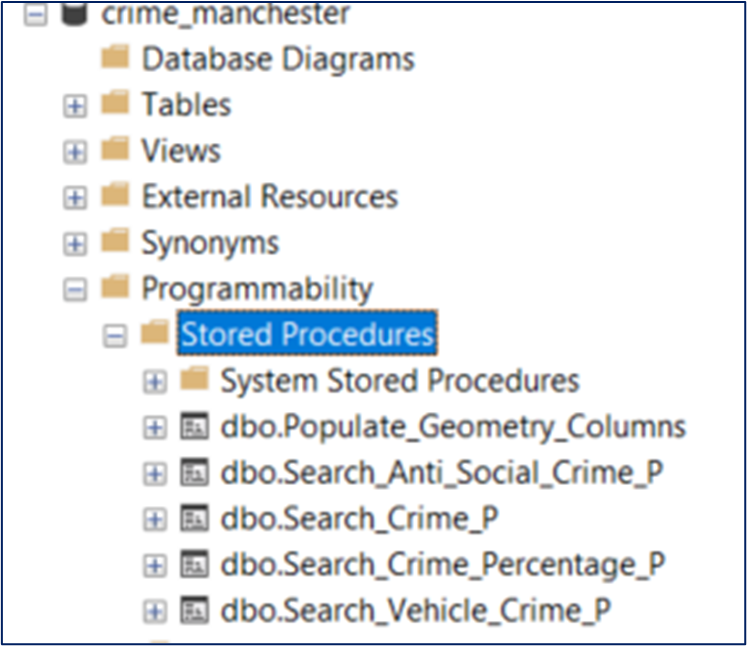 crime_manchester
Database Diagrams
Tables
Views
External Resources
Synonyms
Programmability
Stored Procedures
System Stored Procedures
dbo.Populate_Geometry_Columns
dbo.Search_Anti_Social_Crime_P
dbo.Search_Crime_P
dbo.Search_Crime_Percentage_P
dbo.Search_Vehicle_Crime_P